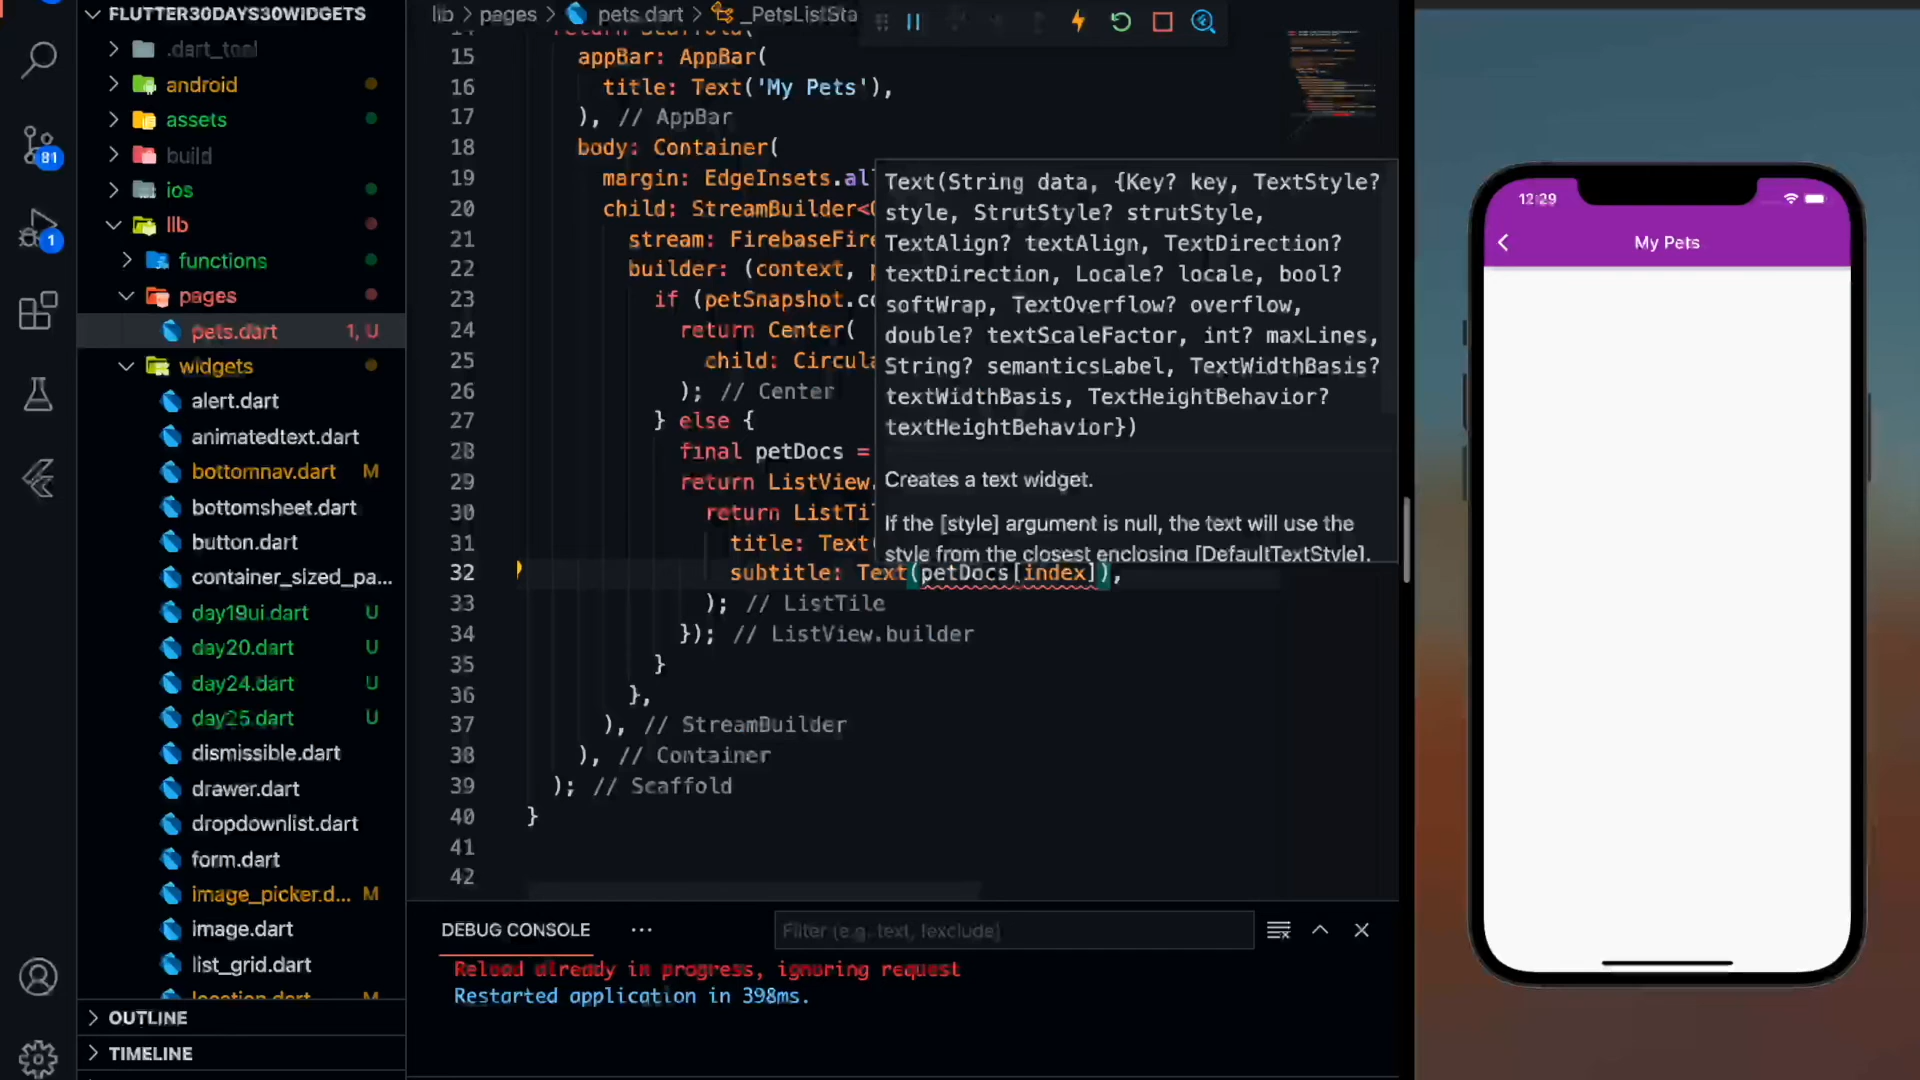 FLUTTER30DAYS30WIDGETS
.dart_tool
android
assets
build
ios
lib
functions
pages
pets.dart 1, U
widgets
alert.dart
animatedtext.dart
bottomnav.dart M
bottomsheet.dart
button.dart
container_sized_pa...
day19ui.dart U
day20.dart U
day24.dart U
day25.dart U
dismissible.dart
drawer.dart
dropdownlist.dart
form.dart
image_picker.d... M
image.dart
list_grid.dart
location.dart M
OUTLINE
TIMELINE
81
1
lib > pages > pets.dart > _PetsListSta
14 return Scaffold(
15 appBar: AppBar(
16 title: Text('My Pets'),
17 ), // AppBar
18 body: Container(
19 margin: EdgeInsets.all
20 child: StreamBuilder<
21 stream: FirebaseFire
22 builder: (context, p
23 if (petSnapshot.co
24 return Center(
25 child: Circula
26 ); // Center
27 } else {
28 final petDocs =
29 return ListView.
30 return ListTi
31 title: Text(
32 subtitle: Text(petDocs[index]),
33 ); // ListTile
34 }); // ListView.builder
35 }
36 },
37 ), // StreamBuilder
38 ), // Container
39 ); // Scaffold
40 }
41
42
Text(String data, {Key? key, TextStyle?
style, StrutStyle? strutStyle,
TextAlign? textAlign, TextDirection?
textDirection, Locale? locale, bool?
softWrap, TextOverflow? overflow,
double? textScaleFactor, int? maxLines,
String? semanticsLabel, TextWidthBasis?
textWidthBasis, TextHeightBehavior?
textHeightBehavior})
Creates a text widget.
If the [style] argument is null, the text will use the
style from the closest enclosing [DefaultTextStyle].
DEBUG CONSOLE ...
Filter (e.g. text, !exclude)
Reload already in progress, ignoring request
Restarted application in 398ms.
12:29
My Pets